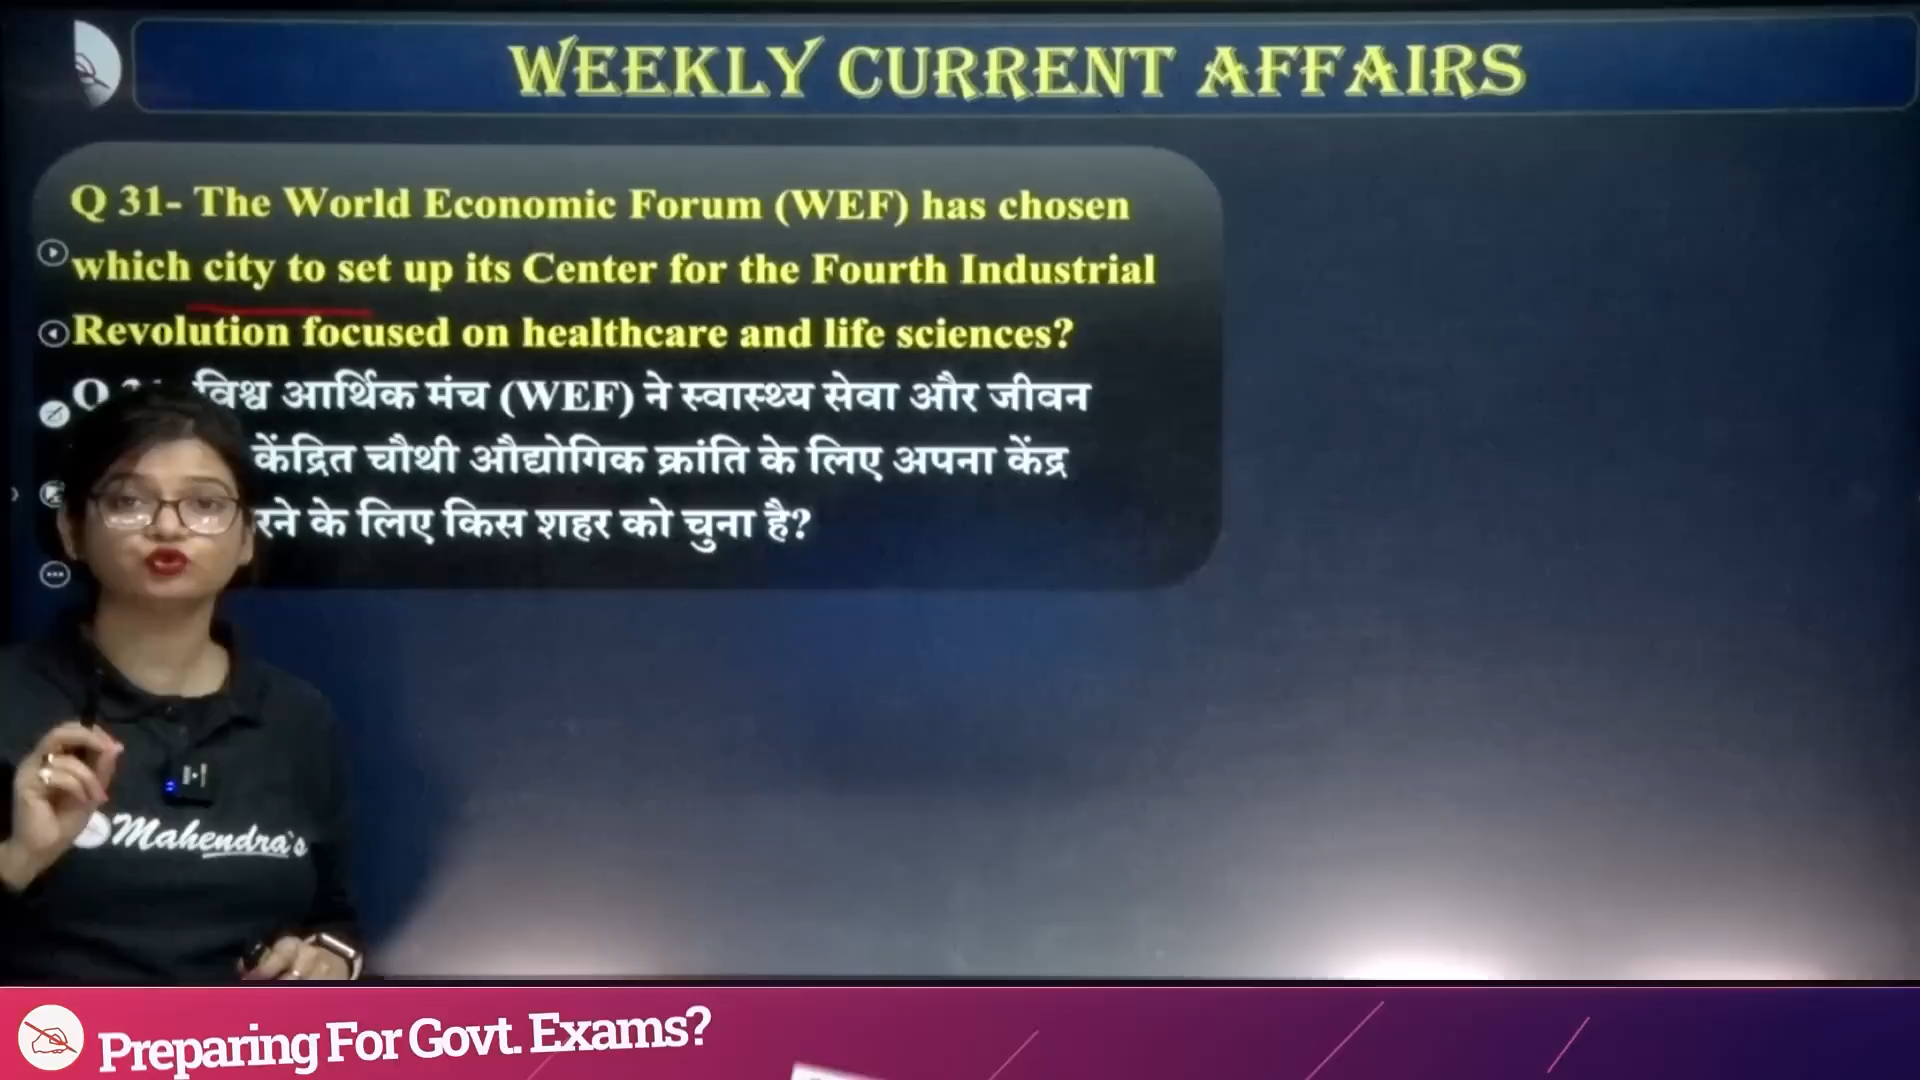 WEEKLY CURRENT AFFAIRS
Q 31- The World Economic Forum (WEF) has chosen
which city to set up its Center for the Fourth Industrial
Revolution focused on healthcare and life sciences?
Q विश्व आर्थिक मंच (WEF) ने स्वास्थ्य सेवा और जीवन
केंद्रित चौथी औद्योगिक क्रांति के लिए अपना केंद्र
रने के लिए किस शहर को चुना है?
Mahendra's
Preparing For Govt. Exams?